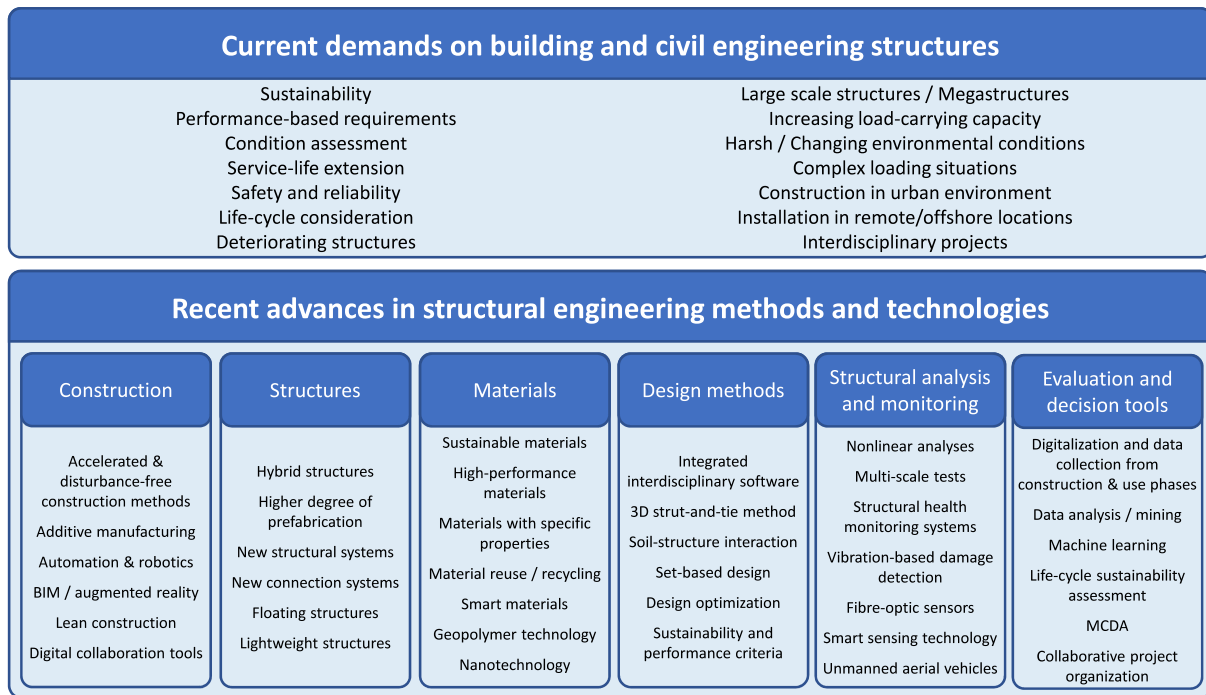 Current demands on building and civil engineering structures
Sustainability
Performance-based requirements
Condition assessment
Service-life extension
Safety and reliability
Life-cycle consideration
Deteriorating structures
Large scale structures / Megastructures
Increasing load-carrying capacity
Harsh / Changing environmental conditions
Complex loading situations
Construction in urban environment
Installation in remote/offshore locations
Interdisciplinary projects
Recent advances in structural engineering methods and technologies
Construction
Accelerated &
disturbance-free
construction methods
Additive manufacturing
Automation & robotics
BIM / augmented reality
Lean construction
Digital collaboration tools
Structures
Hybrid structures
Higher degree of
prefabrication
New structural systems
New connection systems
Floating structures
Lightweight structures
Materials
Sustainable materials
High-performance
materials
Materials with specific
properties
Material reuse / recycling
Smart materials
Geopolymer technology
Nanotechnology
Design methods
Integrated
interdisciplinary software
3D strut-and-tie method
Soil-structure interaction
Set-based design
Design optimization
Sustainability and
performance criteria
Structural analysis
and monitoring
Nonlinear analyses
Multi-scale tests
Structural health
monitoring systems
Vibration-based damage
detection
Fibre-optic sensors
Smart sensing technology
Unmanned aerial vehicles
Evaluation and
decision tools
Digitalization and data
collection from
construction & use phases
Data analysis / mining
Machine learning
Life-cycle sustainability
assessment
MCDA
Collaborative project
organization